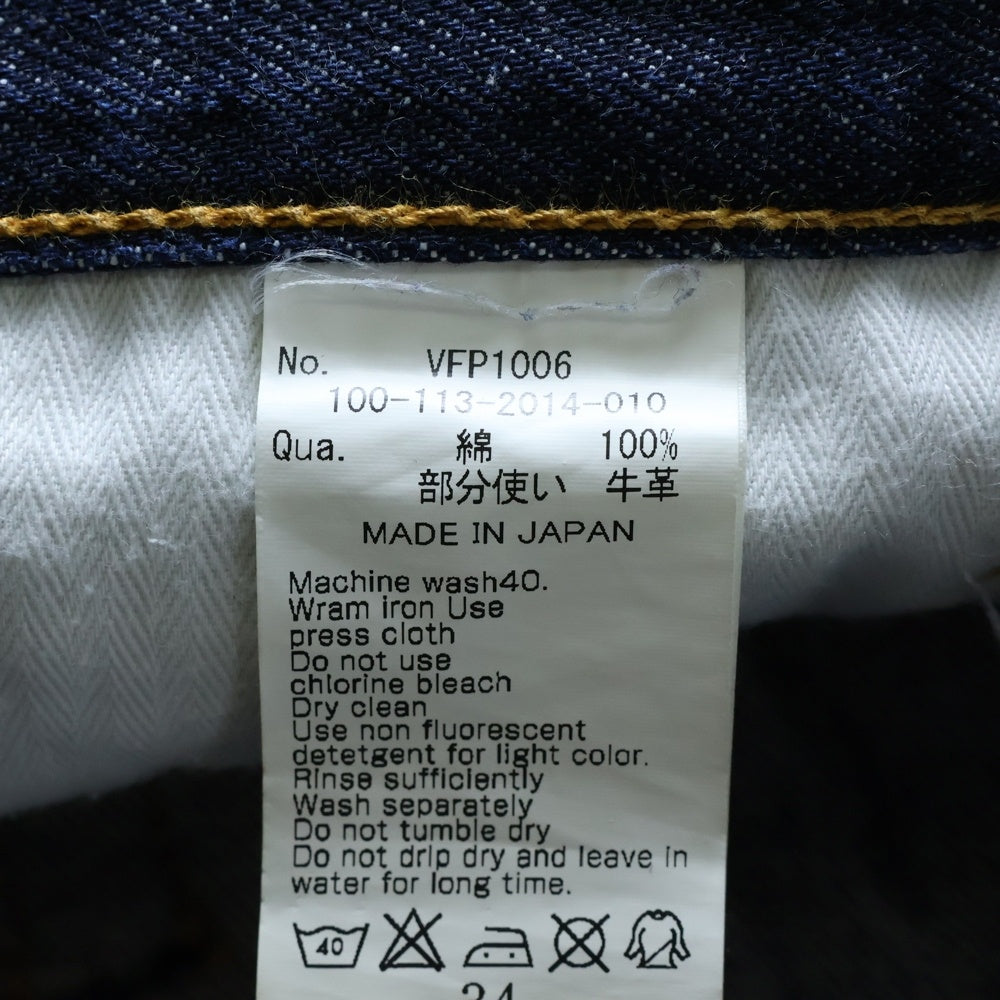 No. VFP1006
100-113-2014-010
Qua. 綿 100%
部分使い 牛革
MADE IN JAPAN
Machine wash40.
Wram iron Use
press cloth
Do not use
chlorine bleach
Dry clean
Use non fluorescent
detetgent for light color.
Rinse sufficiently
Wash separately
Do not tumble dry
Do not drip dry and leave in
water for long time.
40
34